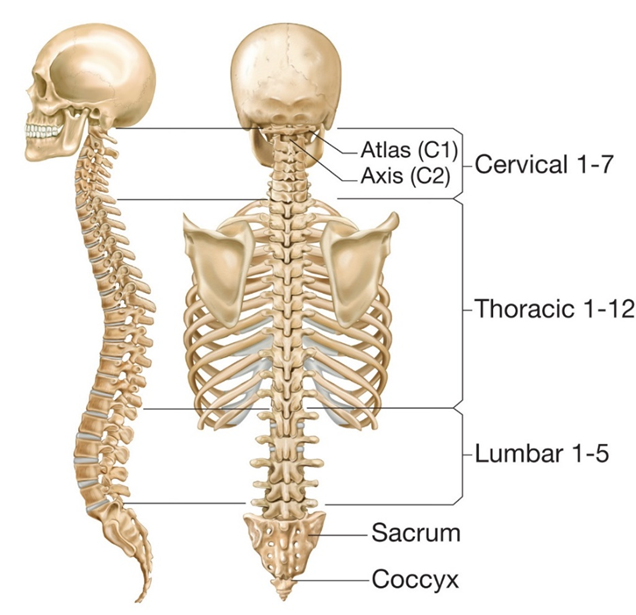 Atlas (C1)
Axis (C2)
Cervical 1-7
Thoracic 1-12
Lumbar 1-5
Sacrum
Coccyx